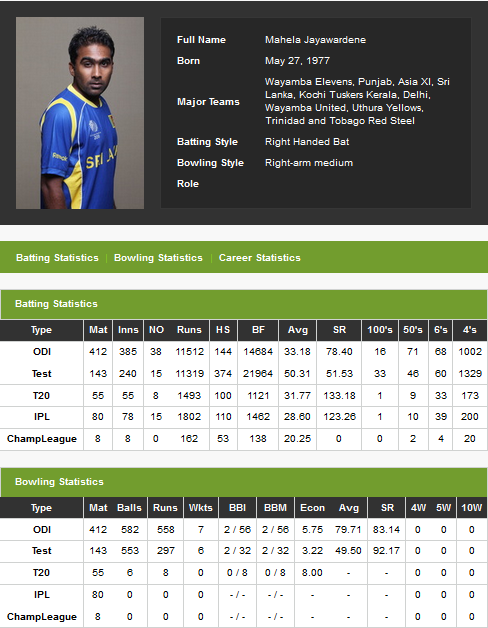 Full Name Mahela Jayawardene
Born May 27, 1977
Major Teams Wayamba Elevens, Punjab, Asia XI, Sri
Lanka, Kochi Tuskers Kerala, Delhi,
Wayamba United, Uthura Yellows,
Trinidad and Tobago Red Steel
Batting Style Right Handed Bat
Bowling Style Right-arm medium
Role
SRI LA
Batting Statistics | Bowling Statistics | Career Statistics
Batting Statistics
Type Mat Inns NO Runs HS BF Avg SR 100's 50's 6's 4's
ODI 412 385 38 11512 144 14684 33.18 78.40 16 71 68 1002
Test 143 240 15 11319 374 21964 50.31 51.53 33 46 60 1329
T20 55 55 8 1493 100 1121 31.77 133.18 1 9 33 173
IPL 80 78 15 1802 110 1462 28.60 123.26 1 10 39 200
ChampLeague 8 8 0 162 53 138 20.25 0 0 2 4 20
Bowling Statistics
Type Mat Balls Runs Wkts BBI BBM Econ Avg SR 4W 5W 10W
ODI 412 582 558 7 2 / 56 2 / 56 5.75 79.71 83.14 0 0 0
Test 143 553 297 6 2 / 32 2 / 32 3.22 49.50 92.17 0 0 0
T20 55 6 8 0 0 / 8 0 / 8 8.00 - - 0 0 0
IPL 80 0 0 0 - / - - / - - - 0 0 0
ChampLeague 8 0 0 0 - / - - / - - - 0 0 0